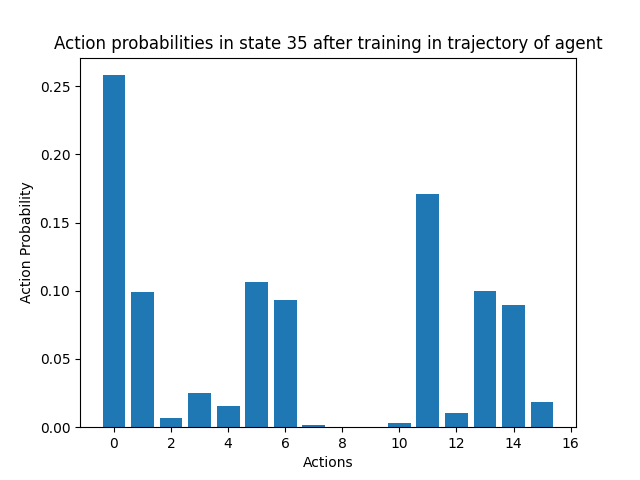 Action probabilities in state 35 after training in trajectory of agent
0.25
0.20
0.15
0.10
0.05
0.00
Action Probability
0 2 4 6 8 10 12 14 16
Actions